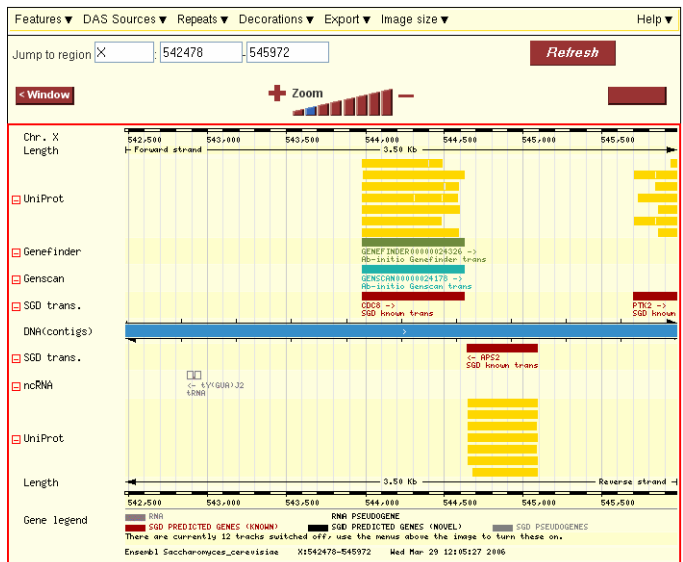 Features ▾ DAS Sources ▾ Repeats ▾ Decorations ▾ Export ▾ Image size ▾ Help ▾
Jump to region X : 542478 - 545972 Refresh
< Window + Zoom −
Chr. X 542,500 543,000 543,500 544,000 544,500 545,000 545,500
Length Forward strand 3.50 Kb
UniProt
Genefinder
GENEFINDER00000024326 ->
Ab-initio Genefinder trans
Genscan
GENSCAN00000024178 ->
Ab-initio Genscan trans
SGD trans.
CDC8 -> PTK2 ->
SGD known trans SGD known
DNA(contigs) >
SGD trans.
<- APS2
SGD known trans
ncRNA
<- tY(GUA)J2
tRNA
UniProt
Length 3.50 Kb Reverse strand
542,500 543,000 543,500 544,000 544,500 545,000 545,500
Gene legend
RNA RNA PSEUDOGENE
SGD PREDICTED GENES (KNOWN) SGD PREDICTED GENES (NOVEL) SGD PSEUDOGENES
There are currently 12 tracks switched off, use the menus above the image to turn these on.
Ensembl Saccharomyces_cerevisiae X:542478-545972 Wed Mar 29 12:05:27 2006